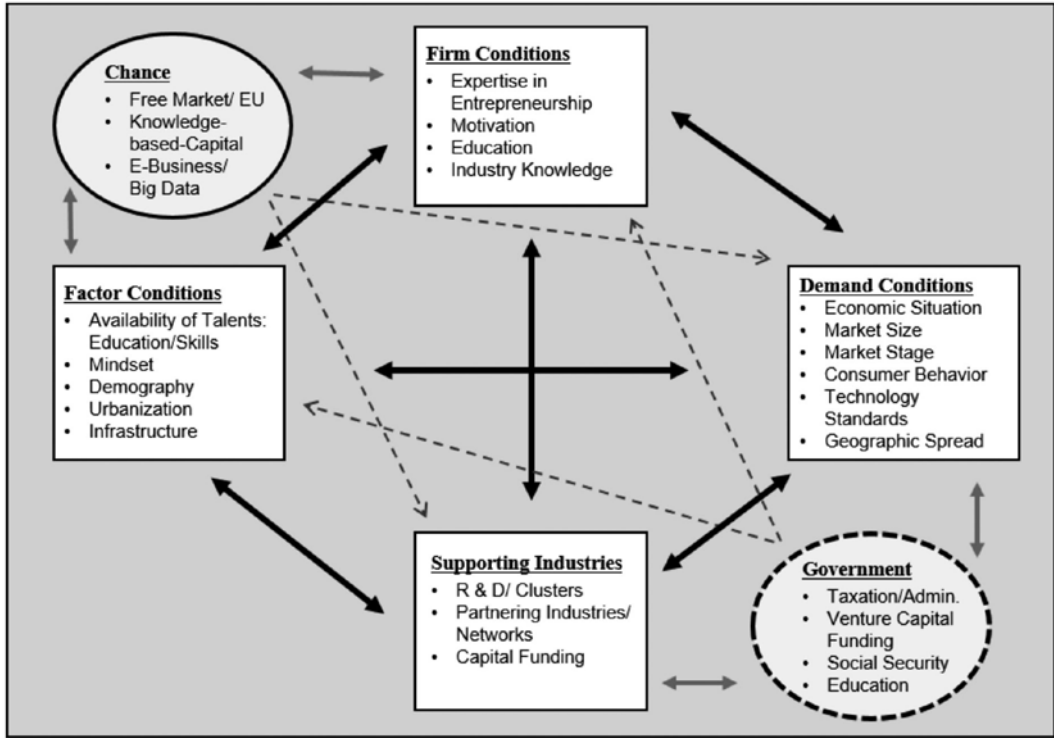 Chance
• Free Market/ EU
• Knowledge-
based-Capital
• E-Business/
Big Data
Firm Conditions
• Expertise in
Entrepreneurship
• Motivation
• Education
• Industry Knowledge
Factor Conditions
• Availability of Talents:
Education/Skills
• Mindset
• Demography
• Urbanization
• Infrastructure
Demand Conditions
• Economic Situation
• Market Size
• Market Stage
• Consumer Behavior
• Technology
Standards
• Geographic Spread
Supporting Industries
• R & D/ Clusters
• Partnering Industries/
Networks
• Capital Funding
Government
• Taxation/Admin.
• Venture Capital
Funding
• Social Security
• Education